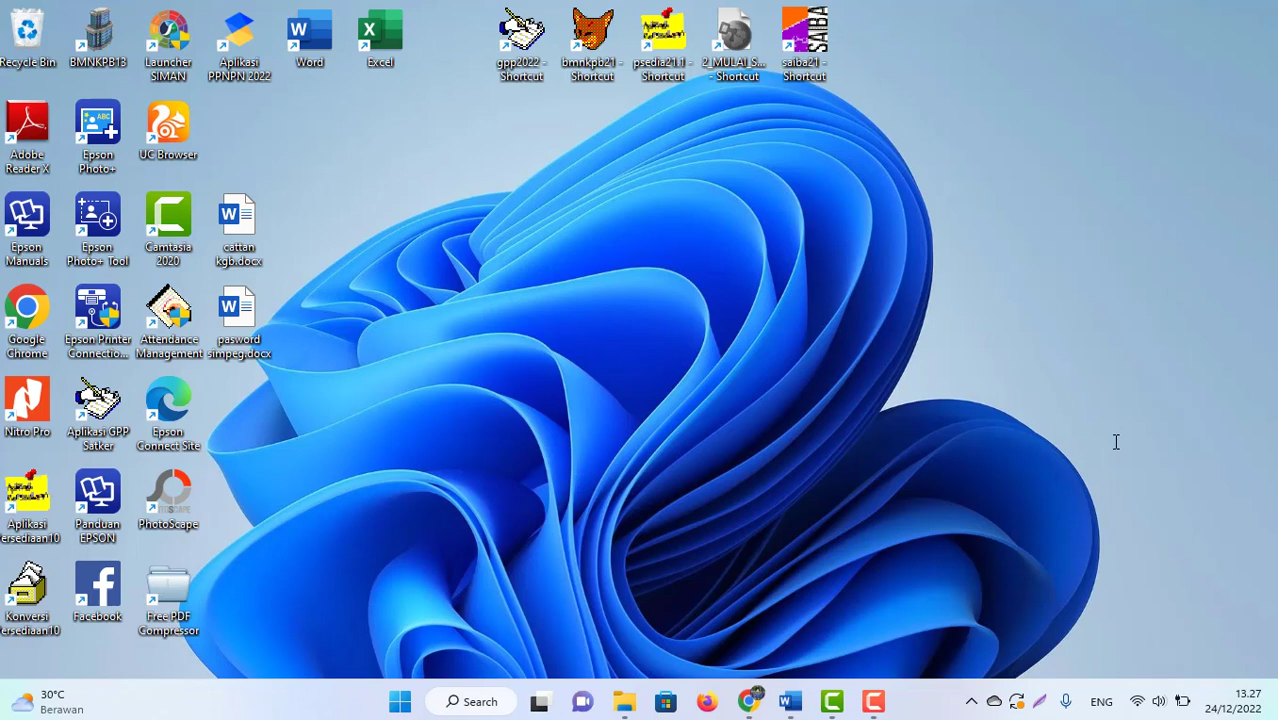 Recycle Bin
BMNKPB13
Launcher
SIMAN
Aplikasi
PPNPN 2022
Word
Excel
gpp2022 -
Shortcut
bmnkpb21 -
Shortcut
psedia21.1 -
Shortcut
2_MULAI_S...
- Shortcut
saiba21 -
Shortcut
SAIBA
Adobe
Reader X
Epson
Photo+
UC Browser
Epson
Manuals
Epson
Photo+ Tool
Camtasia
2020
cattan
kgb.docx
Google
Chrome
Epson Printer
Connectio...
Attendance
Management
pasword
simpeg.docx
Nitro Pro
Aplikasi GPP
Satker
Epson
Connect Site
Aplikasi
ersediaan10
Panduan
EPSON
PhotoScape
Konversi
ersediaan10
Facebook
Free PDF
Compressor
30°C
Berawan
Search
ENG
13.27
24/12/2022